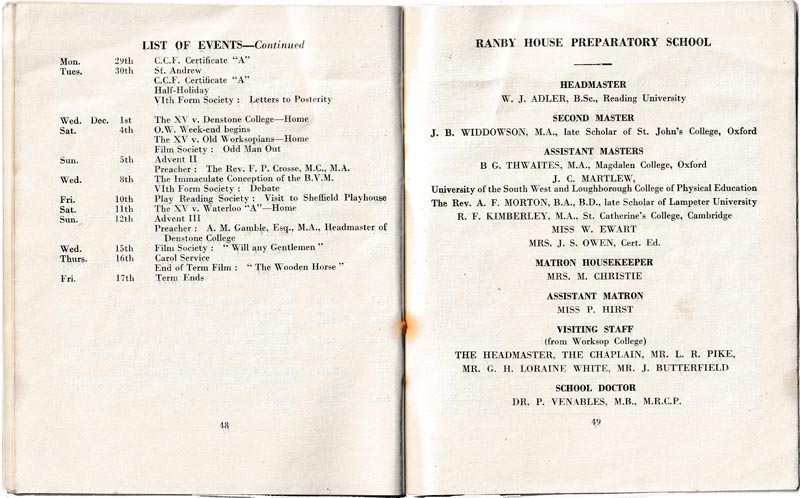 LIST OF EVENTS—Continued
Mon. 29th C.C.F. Certificate "A"
Tues. 30th St. Andrew
C.C.F. Certificate "A"
Half-Holiday
VIth Form Society : Letters to Posterity
Wed. Dec. 1st The XV v. Denstone College—Home
Sat. 4th O.W. Week-end begins
The XV v. Old Worksopians—Home
Film Society : Odd Man Out
Sun. 5th Advent II
Preacher : The Rev. F. P. Crosse, M.C., M.A.
Wed. 8th The Immaculate Conception of the B.V.M.
VIth Form Society : Debate
Fri. 10th Play Reading Society : Visit to Sheffield Playhouse
Sat. 11th The XV v. Waterloo "A"—Home
Sun. 12th Advent III
Preacher : A. M. Gamble, Esq., M.A., Headmaster of
Denstone College
Wed. 15th Film Society : " Will any Gentlemen "
Thurs. 16th Carol Service
End of Term Film : " The Wooden Horse "
Fri. 17th Term Ends
48
RANBY HOUSE PREPARATORY SCHOOL
HEADMASTER
W. J. ADLER, B.Sc., Reading University
SECOND MASTER
J. B. WIDDOWSON, M.A., late Scholar of St. John's College, Oxford
ASSISTANT MASTERS
B G. THWAITES, M.A., Magdalen College, Oxford
J. C. MARTLEW,
University of the South West and Loughborough College of Physical Education
The Rev. A. F. MORTON, B.A., B.D., late Scholar of Lampeter University
R. F. KIMBERLEY, M.A., St. Catherine's College, Cambridge
MISS W. EWART
MRS. J. S. OWEN, Cert. Ed.
MATRON HOUSEKEEPER
MRS. M. CHRISTIE
ASSISTANT MATRON
MISS P. HIRST
VISITING STAFF
(from Worksop College)
THE HEADMASTER, THE CHAPLAIN, MR. L. R. PIKE,
MR. G. H. LORAINE WHITE, MR. J. BUTTERFIELD
SCHOOL DOCTOR
DR. P. VENABLES, M.B., M.R.C.P.
49